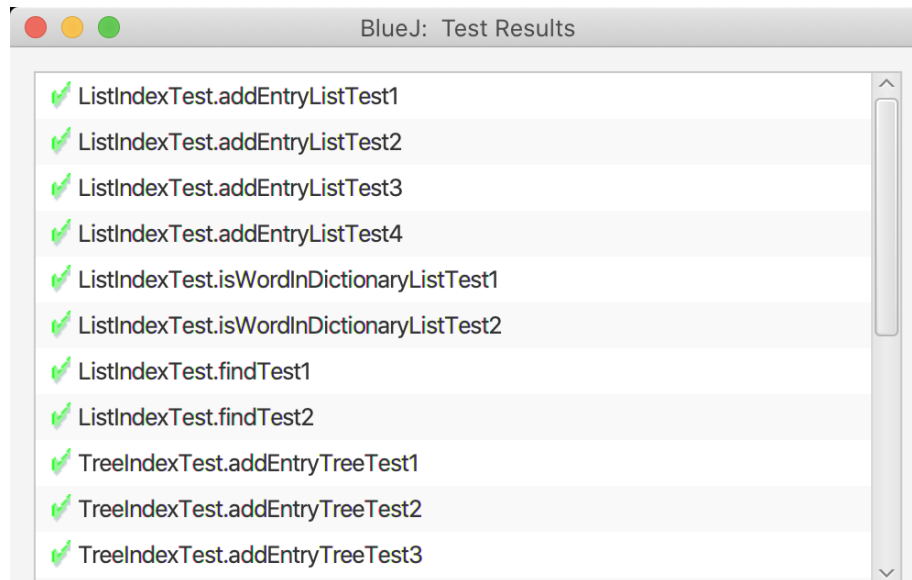 BlueJ:  Test Results
ListIndexTest.addEntryListTest1
ListIndexTest.addEntryListTest2
ListIndexTest.addEntryListTest3
ListIndexTest.addEntryListTest4
ListIndexTest.isWordInDictionaryListTest1
ListIndexTest.isWordInDictionaryListTest2
ListIndexTest.findTest1
ListIndexTest.findTest2
TreeIndexTest.addEntryTreeTest1
TreeIndexTest.addEntryTreeTest2
TreeIndexTest.addEntryTreeTest3